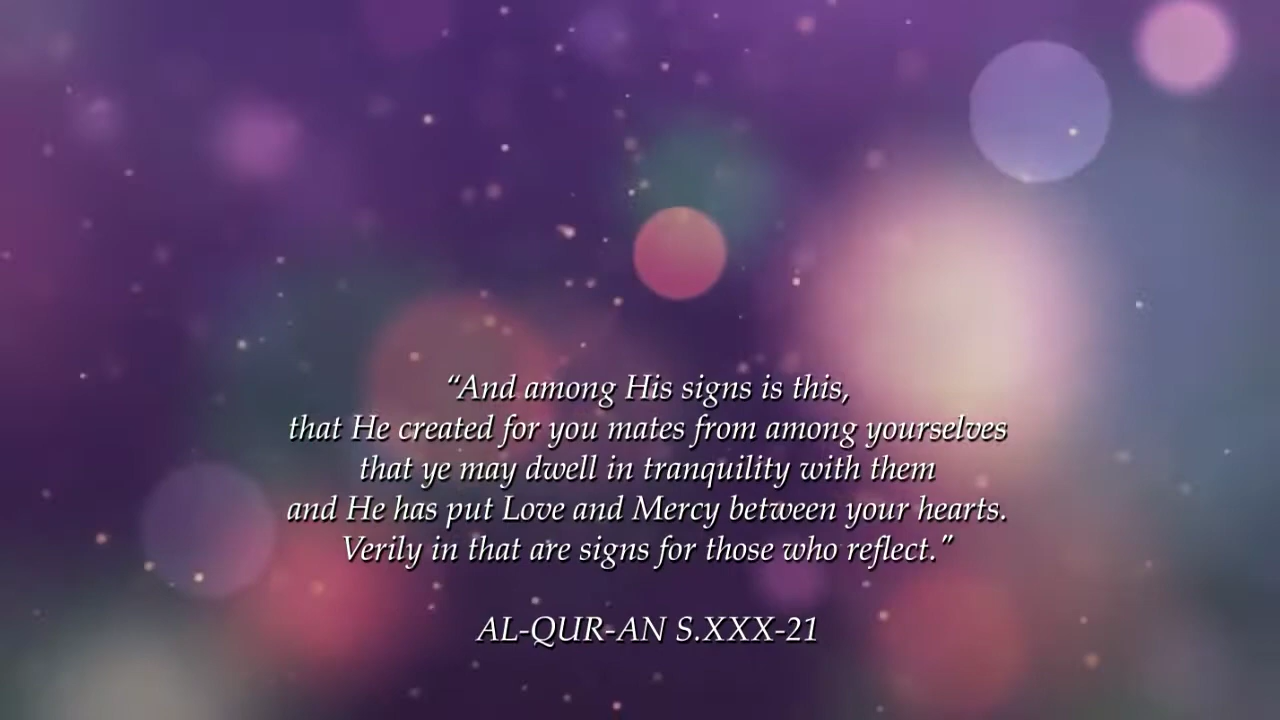 “And among His signs is this,
that He created for you mates from among yourselves
that ye may dwell in tranquility with them
and He has put Love and Mercy between your hearts.
Verily in that are signs for those who reflect.”
AL-QUR-AN S.XXX-21